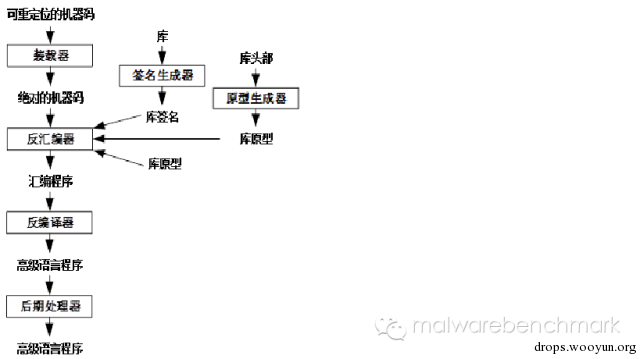 可重定位的机器码
装载器
绝对的机器码
反汇编器
汇编程序
反编译器
高级语言程序
后期处理器
高级语言程序
库
签名生成器
库签名
库头部
原型生成器
库原型
库原型
malwarebenchmark
drops.wooyun.org